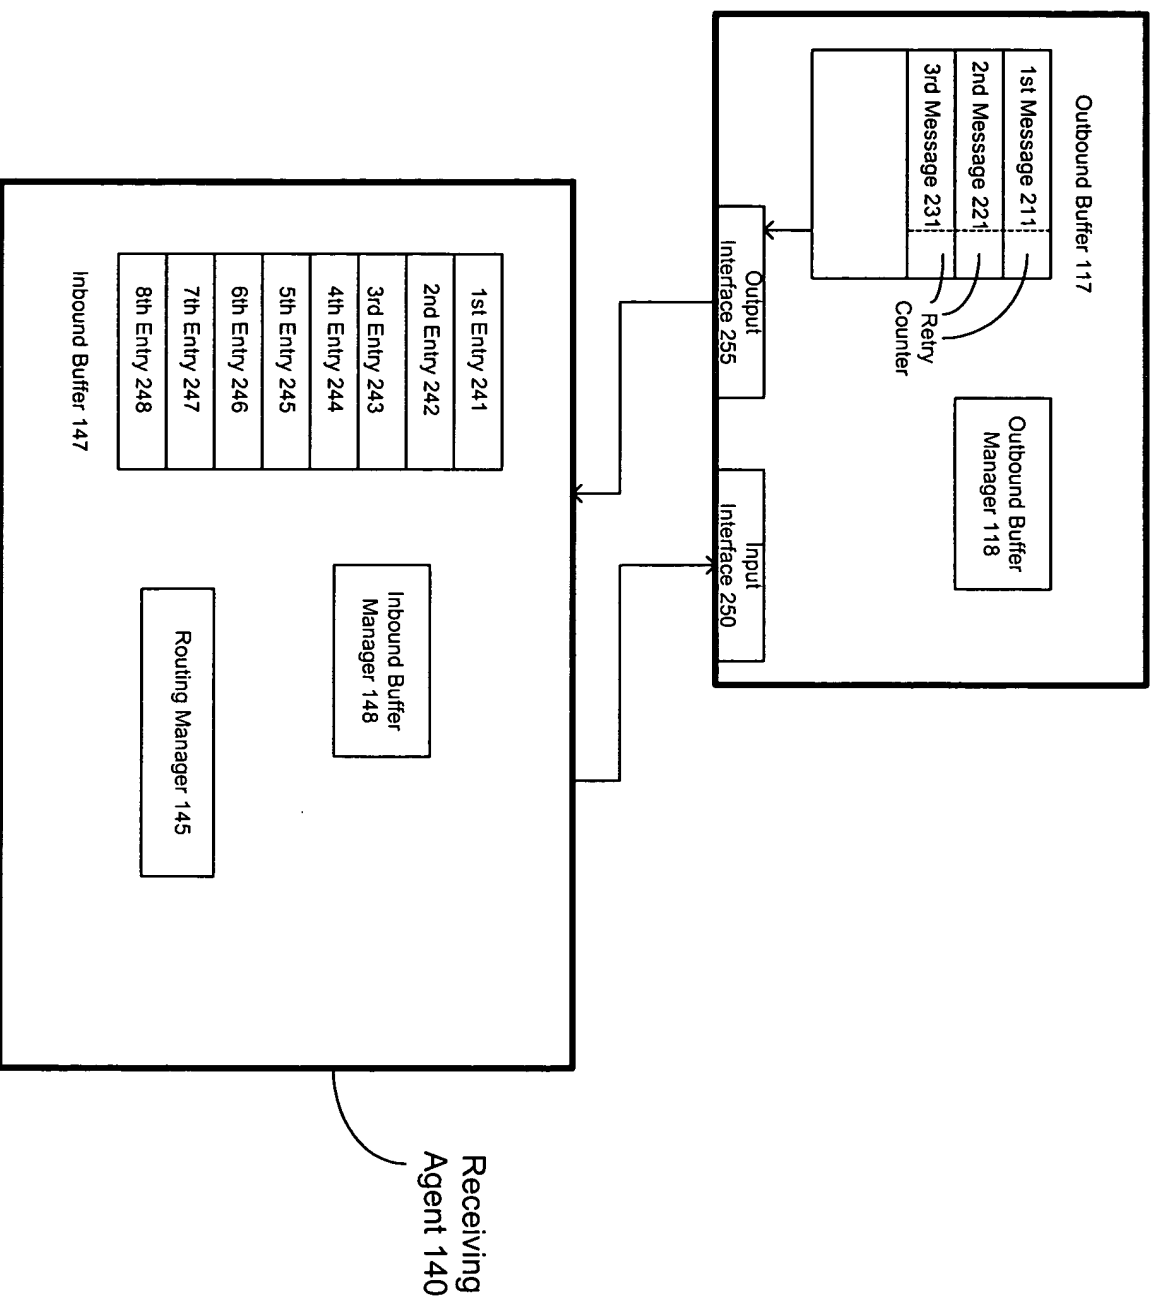 Outbound Buffer 117
1st Message 211
2nd Message 221
3rd Message 231
Retry
Counter
Outbound Buffer
Manager 118
Output
Interface 255
Input
Interface 250
1st Entry 241
2nd Entry 242
3rd Entry 243
4th Entry 244
5th Entry 245
6th Entry 246
7th Entry 247
8th Entry 248
Inbound Buffer 147
Inbound Buffer
Manager 148
Routing Manager 145
Receiving
Agent 140